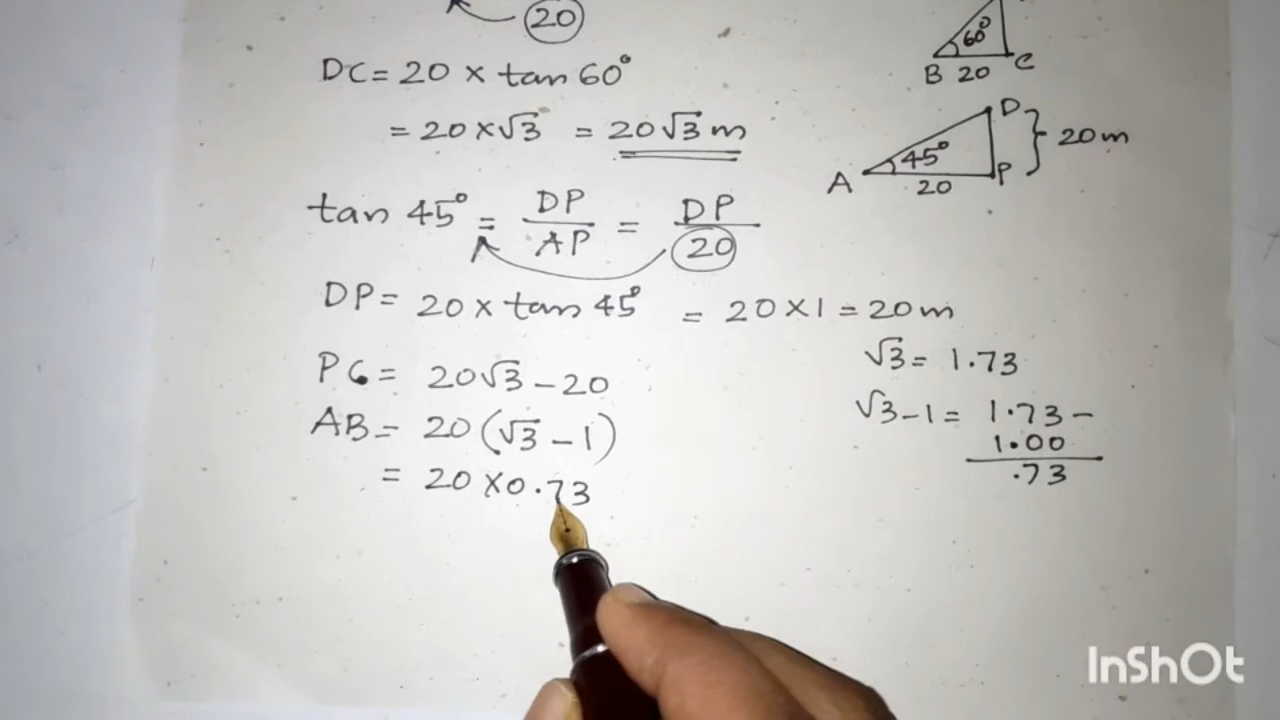 20
60°
DC = 20 × tan 60°
B 20 C
= 20 × √3 = 20√3 m
D
45°
20 m
A 20 P
tan 45° = DP/AP = DP/20
DP = 20 × tan 45° = 20 × 1 = 20 m
√3 = 1.73
PC = 20√3 - 20
√3 - 1 = 1.73 -
1.00
.73
AB = 20 (√3 - 1)
= 20 × 0.73
InShOt